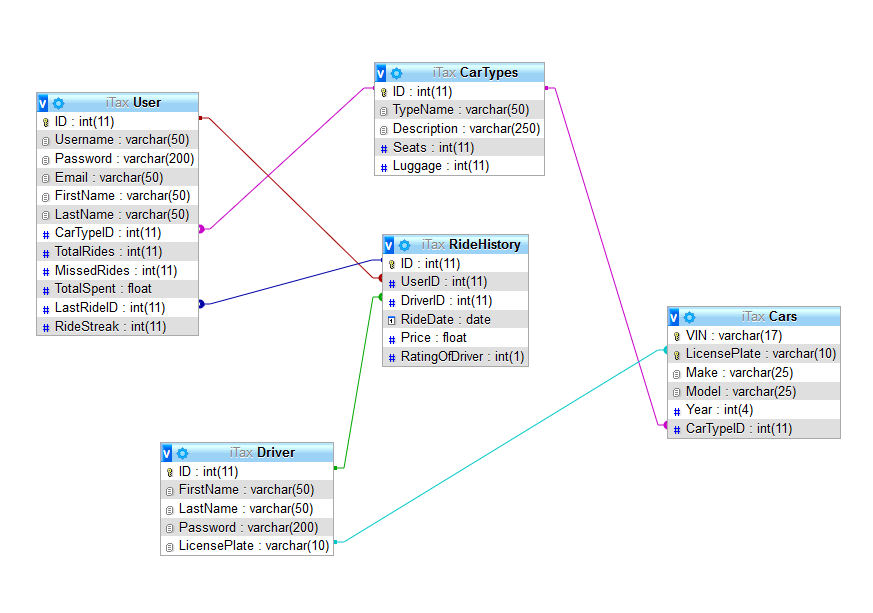 v iTax User
ID : int(11)
Username : varchar(50)
Password : varchar(200)
Email : varchar(50)
FirstName : varchar(50)
LastName : varchar(50)
CarTypeID : int(11)
TotalRides : int(11)
MissedRides : int(11)
TotalSpent : float
LastRideID : int(11)
RideStreak : int(11)
v iTax CarTypes
ID : int(11)
TypeName : varchar(50)
Description : varchar(250)
Seats : int(11)
Luggage : int(11)
v iTax RideHistory
ID : int(11)
UserID : int(11)
DriverID : int(11)
RideDate : date
Price : float
RatingOfDriver : int(1)
v iTax Cars
VIN : varchar(17)
LicensePlate : varchar(10)
Make : varchar(25)
Model : varchar(25)
Year : int(4)
CarTypeID : int(11)
v iTax Driver
ID : int(11)
FirstName : varchar(50)
LastName : varchar(50)
Password : varchar(200)
LicensePlate : varchar(10)